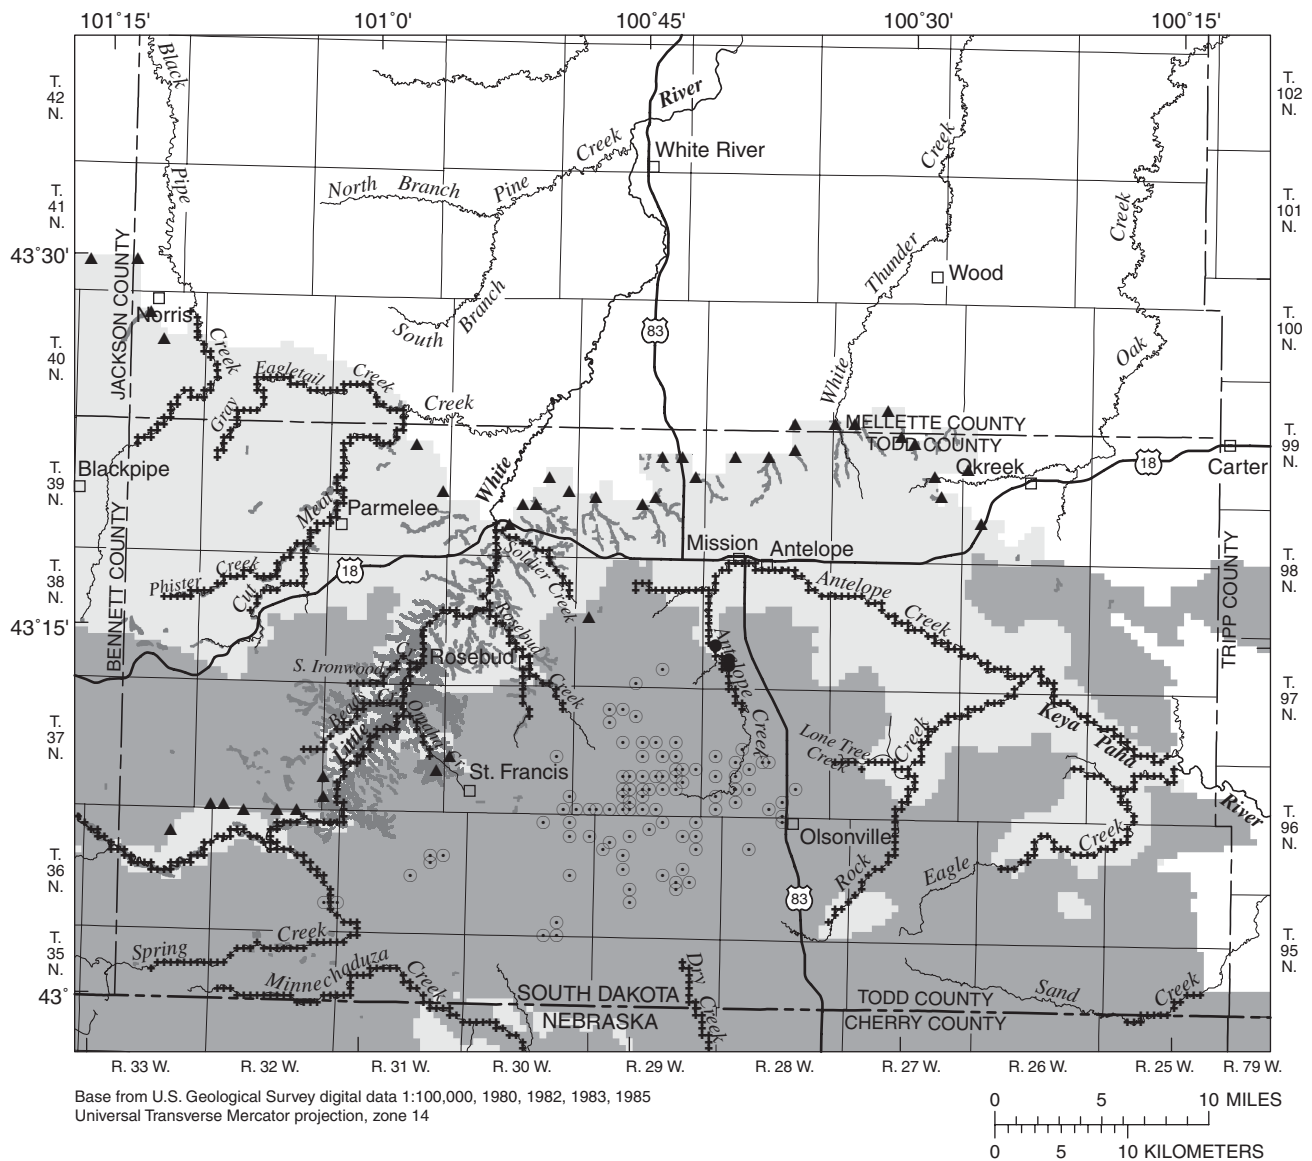 101°15'
101°0'
100°45'
100°30'
100°15'
T.
42
N.
T.
41
N.
43°30'
T.
40
N.
T.
39
N.
T.
38
N.
43°15'
T.
37
N.
T.
36
N.
T.
35
N.
43°
T.
102
N.
T.
101
N.
T.
100
N.
T.
99
N.
T.
98
N.
T.
97
N.
T.
96
N.
T.
95
N.
Black
Pipe
Creek
River
White River
North Branch Pine Creek
South Branch
Creek
Thunder
White
Wood
Creek
Oak
83
JACKSON COUNTY
Norris
Eagletail Creek
Gray
Creek
MELLETTE COUNTY
TODD COUNTY
Okreek
18
Carter
Blackpipe
White
Meat
Parmelee
BENNETT COUNTY
Phister Creek
Cut
18
Soldier Creek
Mission
Antelope
Antelope Creek
TRIPP COUNTY
Rosebud Creek
Rosebud
S. Ironwood Cr.
Beads Cr.
Little
Omaha Cr.
St. Francis
Antelope Creek
Lone Tree
Creek
Creek
Keya Paha River
Olsonville
Rock
Eagle Creek
83
Spring Creek
Minnechaduza Creek
Dry Creek
Sand Creek
SOUTH DAKOTA
NEBRASKA
TODD COUNTY
CHERRY COUNTY
R. 33 W. R. 32 W. R. 31 W. R. 30 W. R. 29 W. R. 28 W. R. 27 W. R. 26 W. R. 25 W. R. 79 W.
Base from U.S. Geological Survey digital data 1:100,000, 1980, 1982, 1983, 1985
Universal Transverse Mercator projection, zone 14
0 5 10 MILES
0 5 10 KILOMETERS